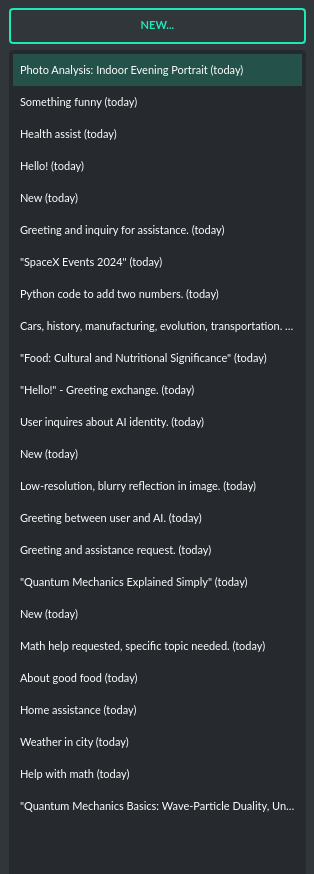 NEW...
Photo Analysis: Indoor Evening Portrait (today)
Something funny (today)
Health assist (today)
Hello! (today)
New (today)
Greeting and inquiry for assistance. (today)
"SpaceX Events 2024" (today)
Python code to add two numbers. (today)
Cars, history, manufacturing, evolution, transportation. ...
"Food: Cultural and Nutritional Significance" (today)
"Hello!" - Greeting exchange. (today)
User inquires about AI identity. (today)
New (today)
Low-resolution, blurry reflection in image. (today)
Greeting between user and AI. (today)
Greeting and assistance request. (today)
"Quantum Mechanics Explained Simply" (today)
New (today)
Math help requested, specific topic needed. (today)
About good food (today)
Home assistance (today)
Weather in city (today)
Help with math (today)
"Quantum Mechanics Basics: Wave-Particle Duality, Un...